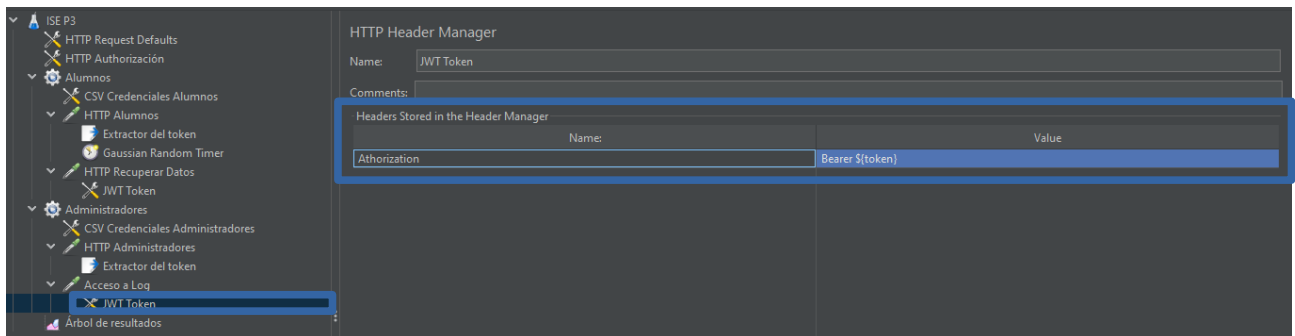 ISE P3
HTTP Request Defaults
HTTP Authorización
Alumnos
CSV Credenciales Alumnos
HTTP Alumnos
Extractor del token
Gaussian Random Timer
HTTP Recuperar Datos
JWT Token
Administradores
CSV Credenciales Administradores
HTTP Administradores
Extractor del token
Acceso a Log
JWT Token
Árbol de resultados
HTTP Header Manager
Name: JWT Token
Comments:
Headers Stored in the Header Manager
Name: Value
Athorization Bearer ${token}